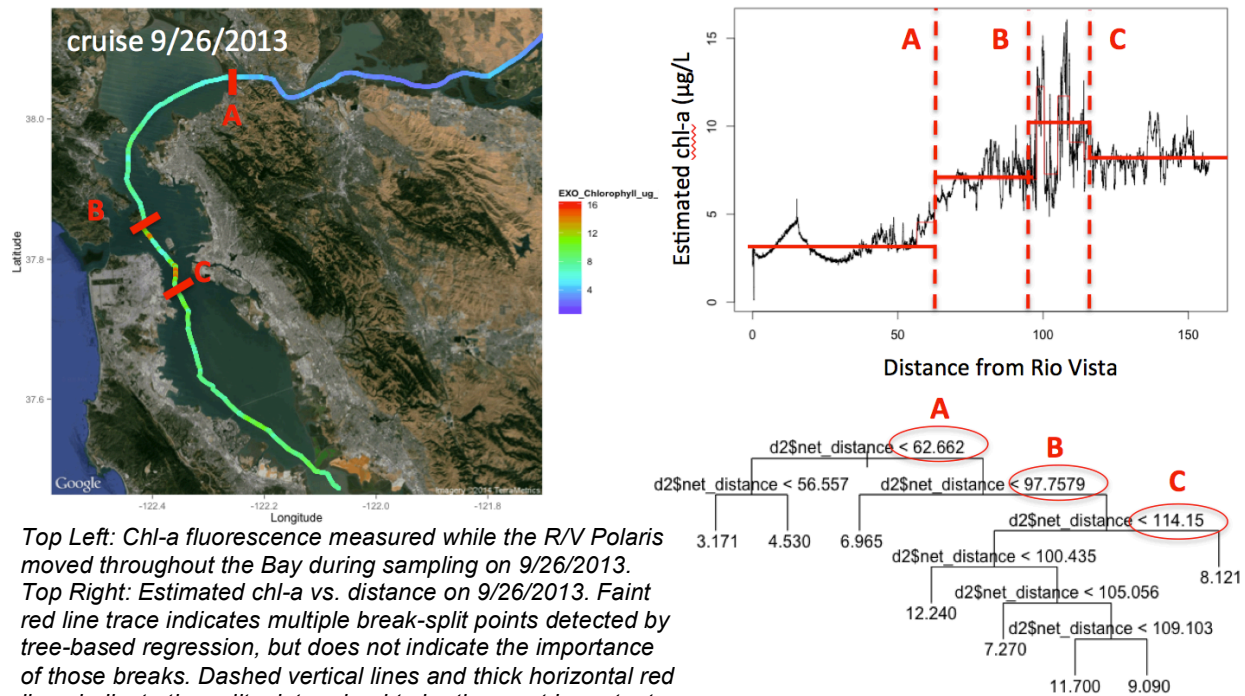 cruise 9/26/2013
A
B
C
38.0
37.8
37.6
Latitude
-122.4
-122.2
-122.0
-121.8
Longitude
Google
Imagery ©2014 TerraMetrics
EXO_Chlorophyll_ug_
16
12
8
4
A
B
C
Estimated chl-a (µg/L
15
10
5
0
0
50
100
150
Distance from Rio Vista
A
d2$net_distance < 62.662
B
d2$net_distance < 56.557
d2$net_distance < 97.7579
C
d2$net_distance < 114.15
3.171
4.530
6.965
d2$net_distance < 100.435
8.121
d2$net_distance < 105.056
12.240
d2$net_distance < 109.103
7.270
11.700
9.090
Top Left: Chl-a fluorescence measured while the R/V Polaris
moved throughout the Bay during sampling on 9/26/2013.
Top Right: Estimated chl-a vs. distance on 9/26/2013. Faint
red line trace indicates multiple break-split points detected by
tree-based regression, but does not indicate the importance
of those breaks. Dashed vertical lines and thick horizontal red